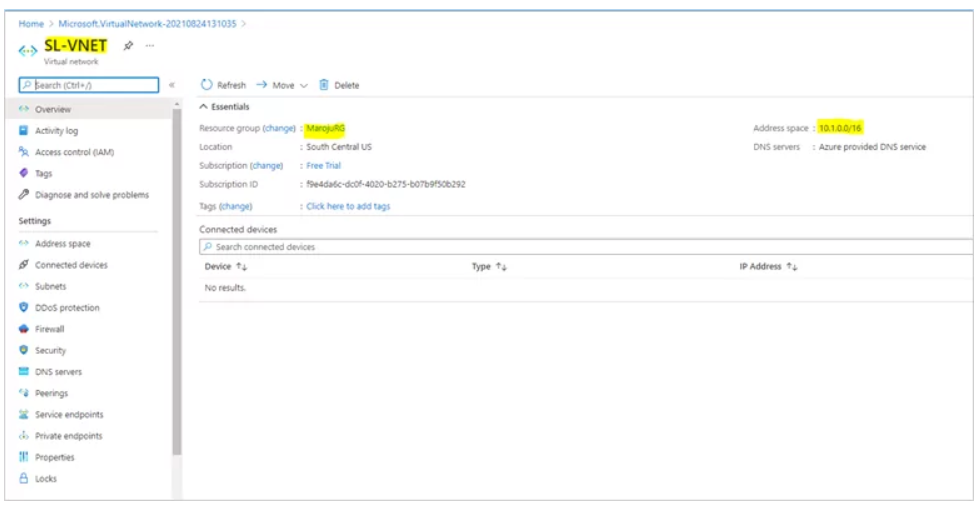 Home > Microsoft.VirtualNetwork-20210824131035 >
SL-VNET
Virtual network
Search (Ctrl+/)
Overview
Activity log
Access control (IAM)
Tags
Diagnose and solve problems
Settings
Address space
Connected devices
Subnets
DDoS protection
Firewall
Security
DNS servers
Peerings
Service endpoints
Private endpoints
Properties
Locks
Refresh Move Delete
Essentials
Resource group (change) : MarojuRG
Location : South Central US
Subscription (change) : Free Trial
Subscription ID : f9e4da6c-dc0f-4020-b275-b07b9f50b292
Tags (change) : Click here to add tags
Address space : 10.1.0.0/16
DNS servers : Azure provided DNS service
Connected devices
Search connected devices
Device Type IP Address
No results.